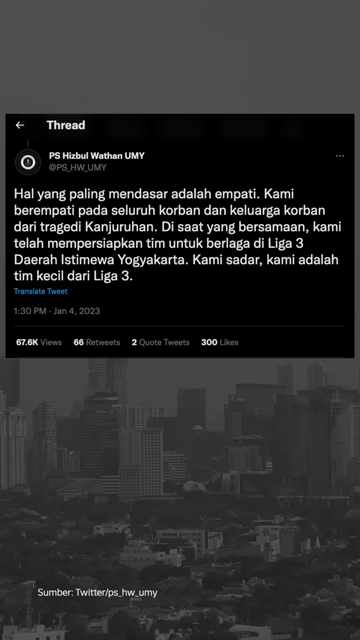 Thread
PS Hizbul Wathan UMY
@PS_HW_UMY
Hal yang paling mendasar adalah empati. Kami
berempati pada seluruh korban dan keluarga korban
dari tragedi Kanjuruhan. Di saat yang bersamaan, kami
telah mempersiapkan tim untuk berlaga di Liga 3
Daerah Istimewa Yogyakarta. Kami sadar, kami adalah
tim kecil dari Liga 3.
Translate Tweet
1:30 PM · Jan 4, 2023
67.6K Views 66 Retweets 2 Quote Tweets 300 Likes
Sumber: Twitter/ps_hw_umy